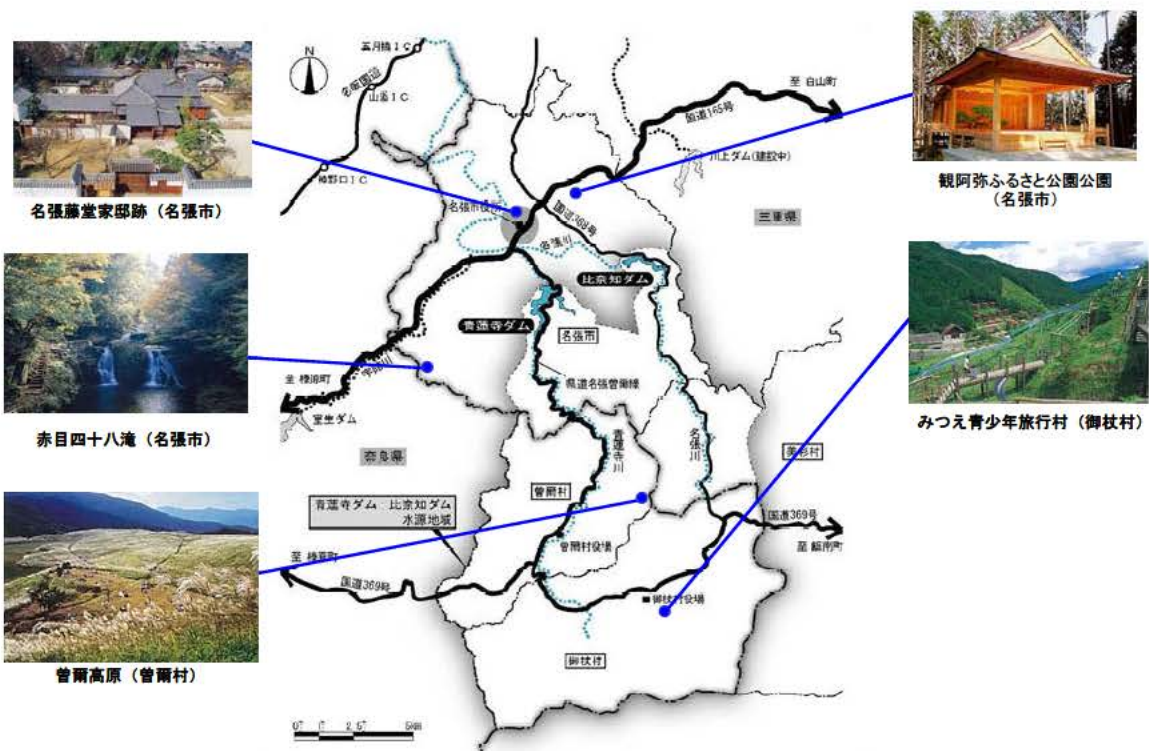 名張藤堂家邸跡（名張市）
赤目四十八滝（名張市）
曽爾高原（曽爾村）
観阿弥ふるさと公園公園
（名張市）
みつえ青少年旅行村（御杖村）
N
五月橋IC
名阪国道
山添IC
至 白山町
国道165号
川上ダム(建設中)
三重県
名張市役所
国道368号
名張川
比奈知ダム
青蓮寺ダム
名張市
県道名張曽爾線
宇陀川
至 榛原町
室生ダム
奈良県
青蓮寺川
名張川
美杉村
曽爾村
青蓮寺ダム 比奈知ダム
水源地域
国道369号
至 飯南町
曽爾村役場
至 榛原町
国道369号
■御杖村役場
御杖村
5km